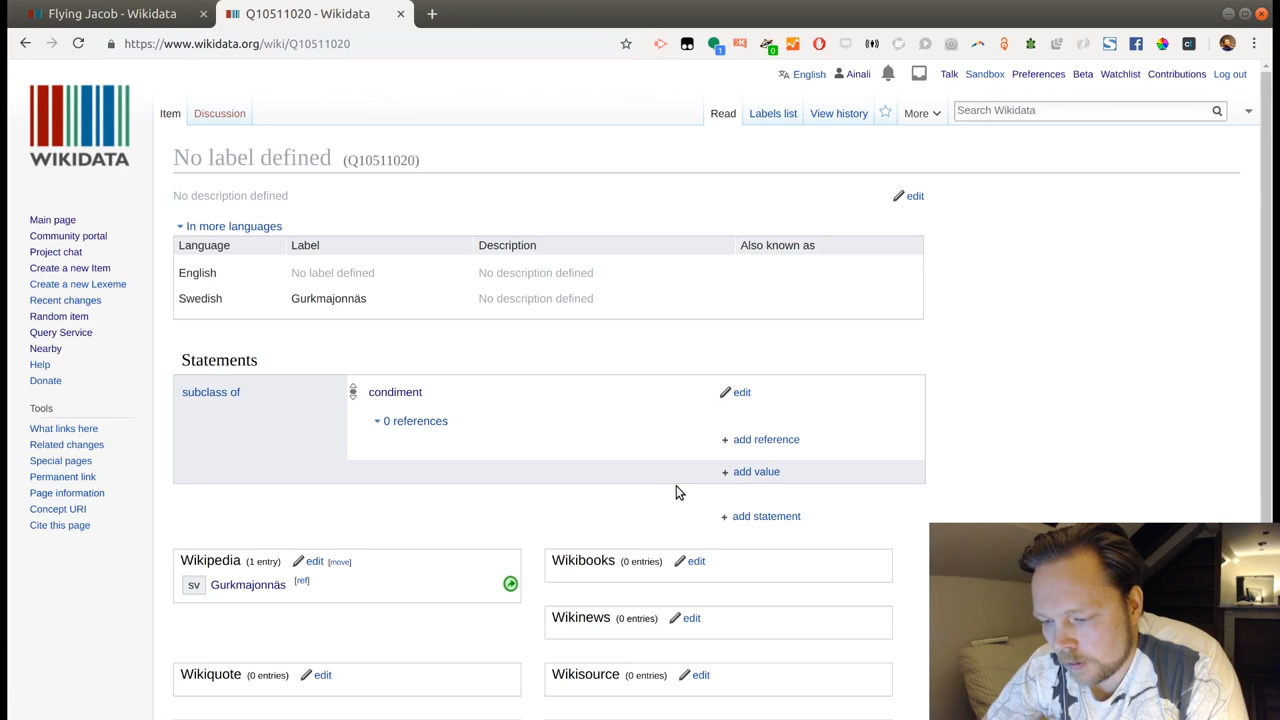 Flying Jacob - Wikidata
Q10511020 - Wikidata
https://www.wikidata.org/wiki/Q10511020
1
0
English
Ainali
Talk
Sandbox
Preferences
Beta
Watchlist
Contributions
Log out
WIKIDATA
Item
Discussion
Read
Labels list
View history
More
Search Wikidata
Main page
Community portal
Project chat
Create a new Item
Create a new Lexeme
Recent changes
Random item
Query Service
Nearby
Help
Donate
Tools
What links here
Related changes
Special pages
Permanent link
Page information
Concept URI
Cite this page
No label defined (Q10511020)
No description defined
edit
In more languages
Language Label Description Also known as
English No label defined No description defined
Swedish Gurkmajonnäs No description defined
Statements
subclass of
condiment
edit
0 references
+ add reference
+ add value
+ add statement
Wikipedia (1 entry) edit [move]
sv Gurkmajonnäs [ref]
Wikibooks (0 entries) edit
Wikinews (0 entries) edit
Wikiquote (0 entries) edit
Wikisource (0 entries) edit